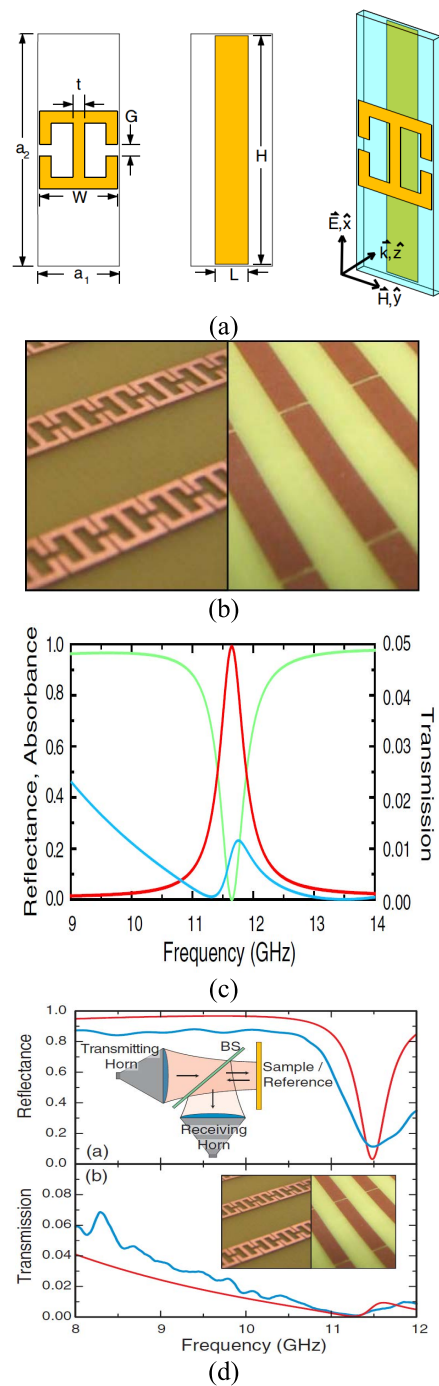 t
G
a2
W
a1
H
L
E,x̂
k,ẑ
H,ŷ
(a)
(b)
Reflectance, Absorbance
1.0
0.8
0.6
0.4
0.2
0.0
0.05
0.04
0.03
0.02
0.01
0.00
Transmission
9 10 11 12 13 14
Frequency (GHz)
(c)
Reflectance
1.0
0.8
0.6
0.4
0.2
0.0
Transmitting
Horn
BS
Sample /
Reference
Receiving
Horn
(a)
(b)
Transmission
0.08
0.06
0.04
0.02
0.00
8 9 10 11 12
Frequency (GHz)
(d)